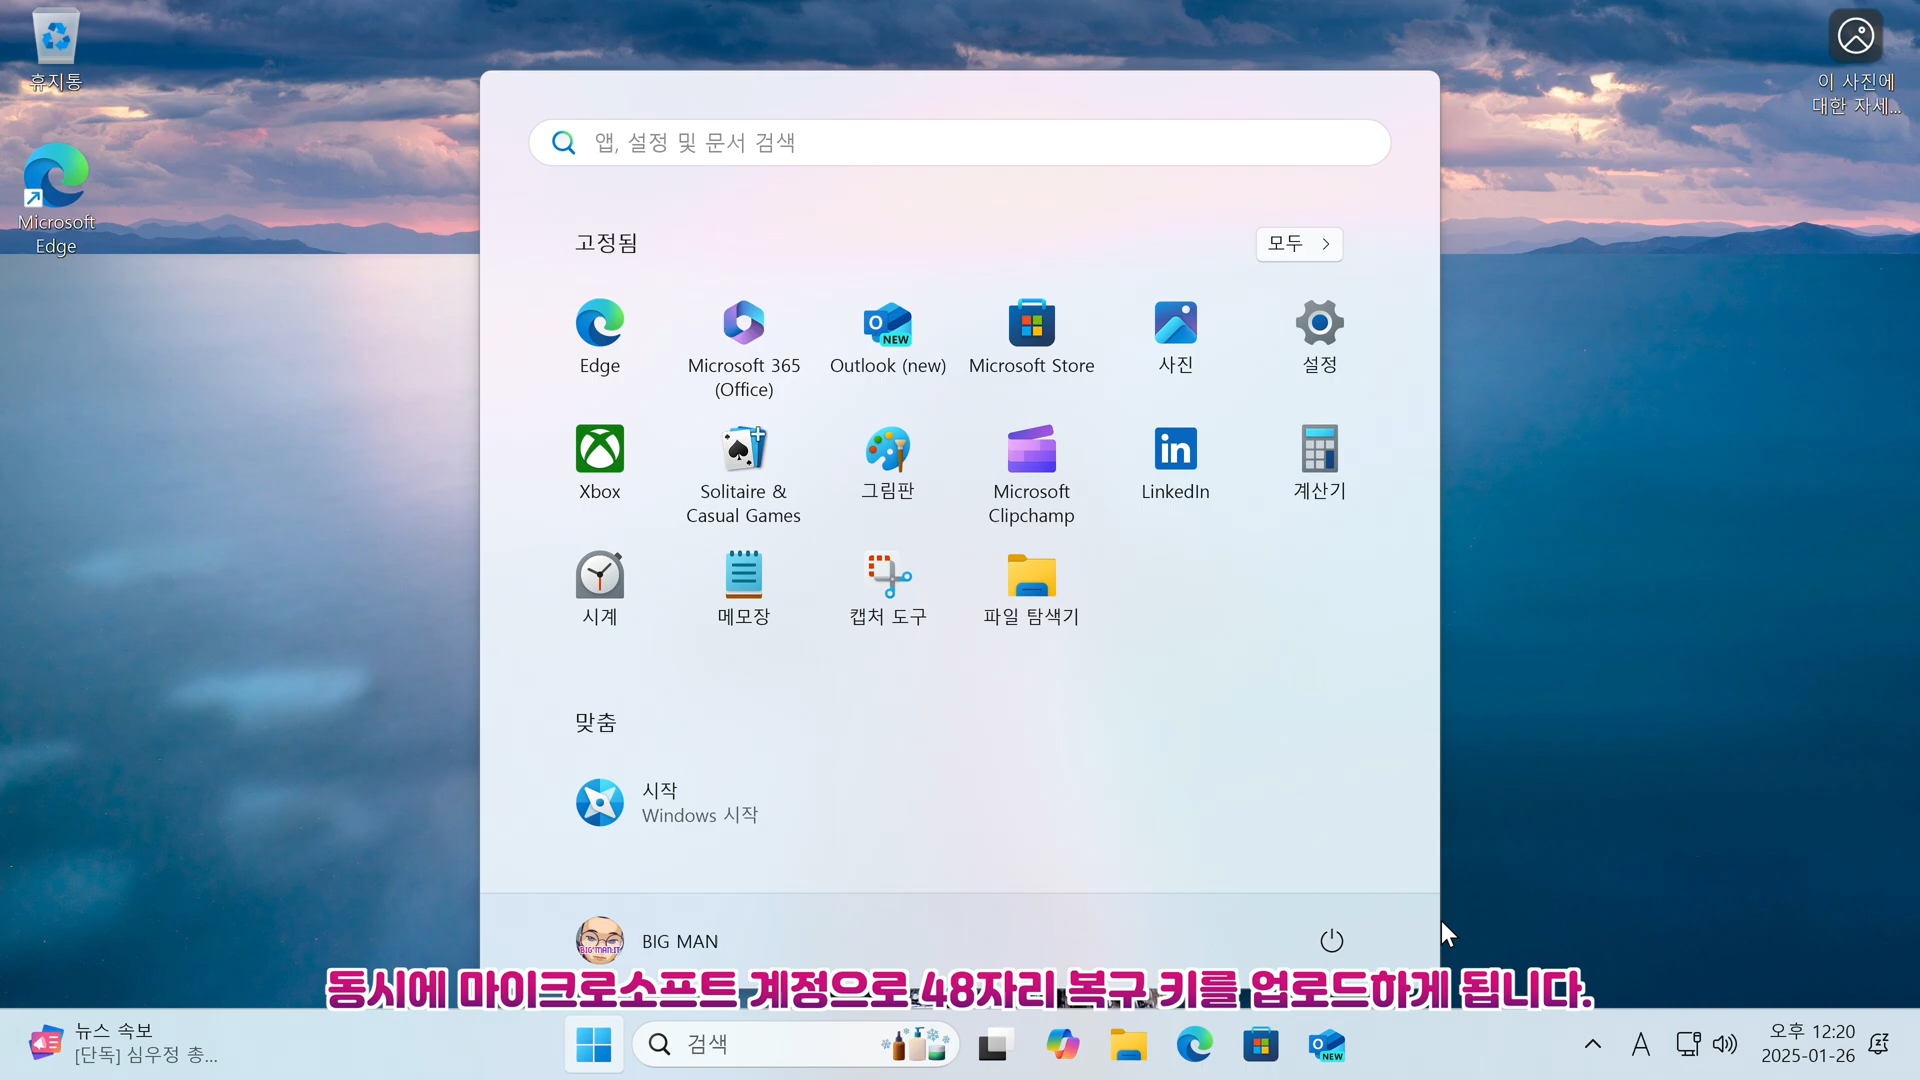 휴지통
이 사진에
대한 자세...
Microsoft
Edge
앱, 설정 및 문서 검색
고정됨
모두
Edge
Microsoft 365
(Office)
Outlook (new)
NEW
Microsoft Store
사진
설정
Xbox
Solitaire &
Casual Games
그림판
Microsoft
Clipchamp
LinkedIn
계산기
시계
메모장
캡처 도구
파일 탐색기
맞춤
시작
Windows 시작
BIG MAN
동시에 마이크로소프트 계정으로 48자리 복구 키를 업로드하게 됩니다.
뉴스 속보
[단독] 심우정 총...
검색
NEW
A
오후 12:20
2025-01-26